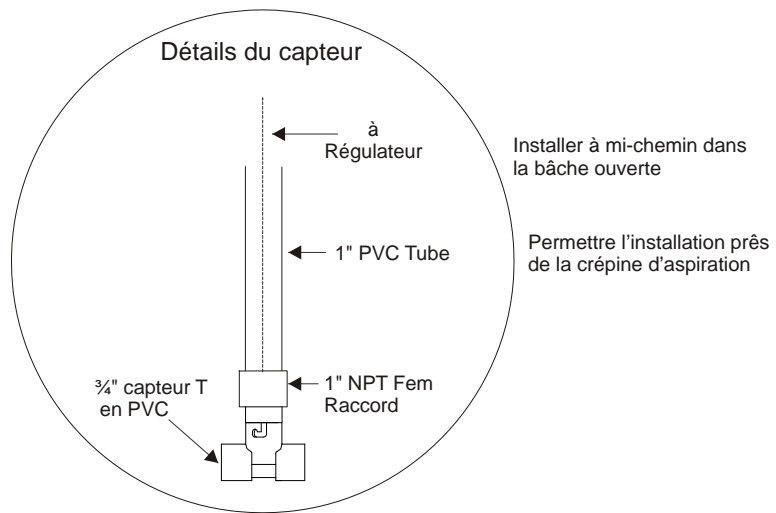 Détails du capteur
à
Régulateur
Installer à mi-chemin dans
la bâche ouverte
1" PVC Tube
Permettre l'installation prês
de la crépine d'aspiration
¾" capteur T
en PVC
1" NPT Fem
Raccord